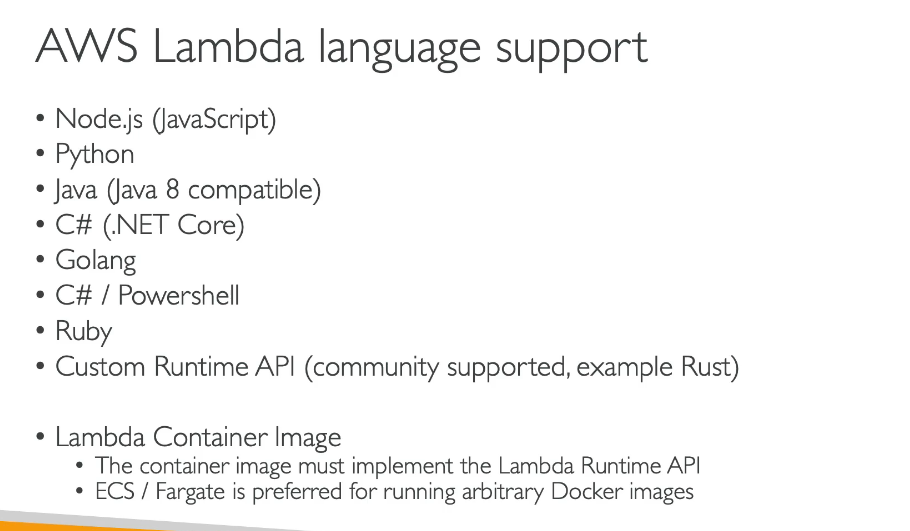 AWS Lambda language support
• Node.js (JavaScript)
• Python
• Java (Java 8 compatible)
• C# (.NET Core)
• Golang
• C# / Powershell
• Ruby
• Custom Runtime API (community supported, example Rust)
• Lambda Container Image
• The container image must implement the Lambda Runtime API
• ECS / Fargate is preferred for running arbitrary Docker images